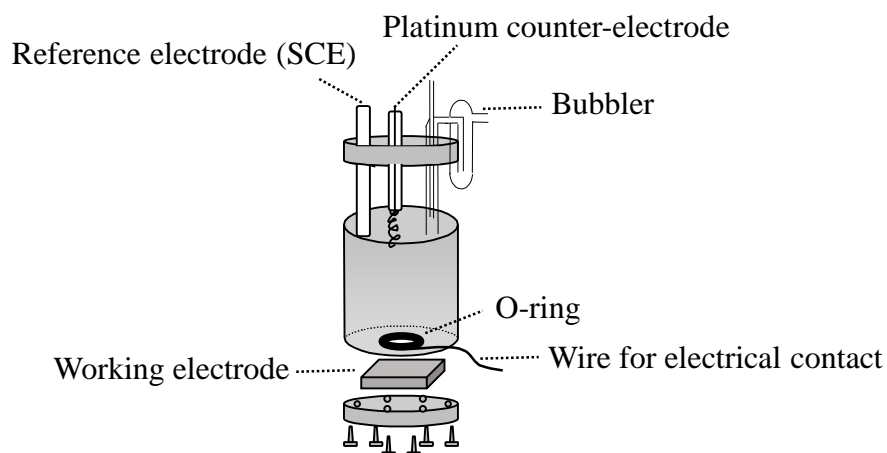 Platinum counter-electrode
Reference electrode (SCE)
Bubbler
O-ring
Wire for electrical contact
Working electrode